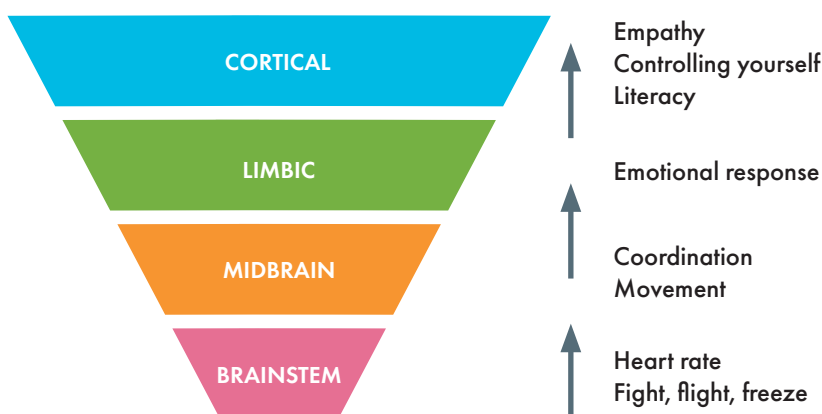 CORTICAL
Empathy
Controlling yourself
Literacy
LIMBIC
Emotional response
MIDBRAIN
Coordination
Movement
BRAINSTEM
Heart rate
Fight, flight, freeze